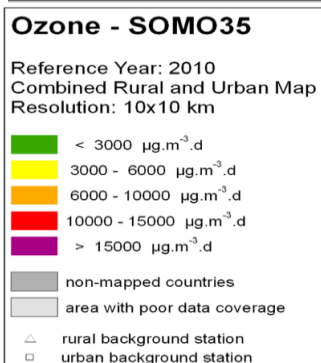 Ozone - SOMO35
Reference Year: 2010
Combined Rural and Urban Map
Resolution: 10x10 km
< 3000 µg.m⁻³.d
3000 - 6000 µg.m⁻³.d
6000 - 10000 µg.m⁻³.d
10000 - 15000 µg.m⁻³.d
> 15000 µg.m⁻³.d
non-mapped countries
area with poor data coverage
rural background station
urban background station